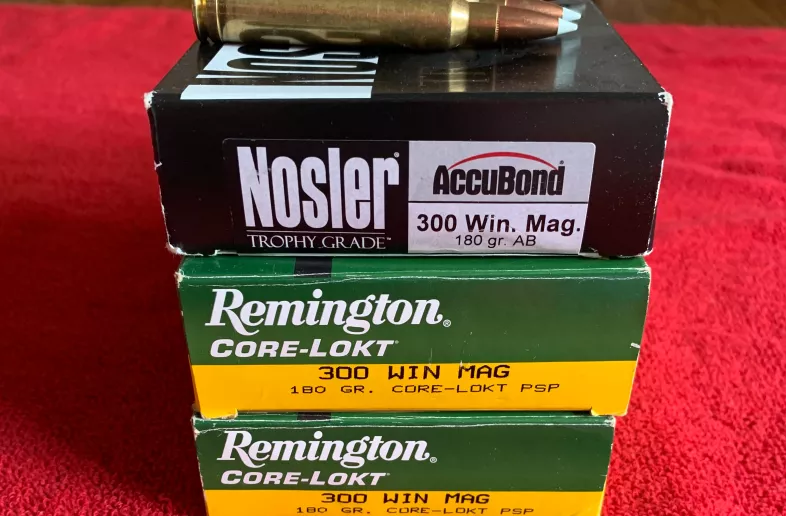 Nosler®
TROPHY GRADE™
AccuBond®
300 Win. Mag.
180 gr. AB
Remington®
CORE-LOKT®
300 WIN MAG
180 GR. CORE-LOKT PSP
Remington®
CORE-LOKT®
300 WIN MAG
180 GR. CORE-LOKT PSP